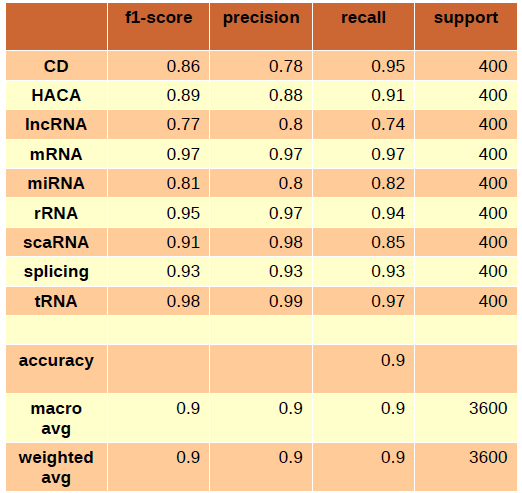 f1-score precision recall support
CD 0.86 0.78 0.95 400
HACA 0.89 0.88 0.91 400
lncRNA 0.77 0.8 0.74 400
mRNA 0.97 0.97 0.97 400
miRNA 0.81 0.8 0.82 400
rRNA 0.95 0.97 0.94 400
scaRNA 0.91 0.98 0.85 400
splicing 0.93 0.93 0.93 400
tRNA 0.98 0.99 0.97 400
accuracy 0.9
macro 0.9 0.9 0.9 3600
avg
weighted 0.9 0.9 0.9 3600
avg